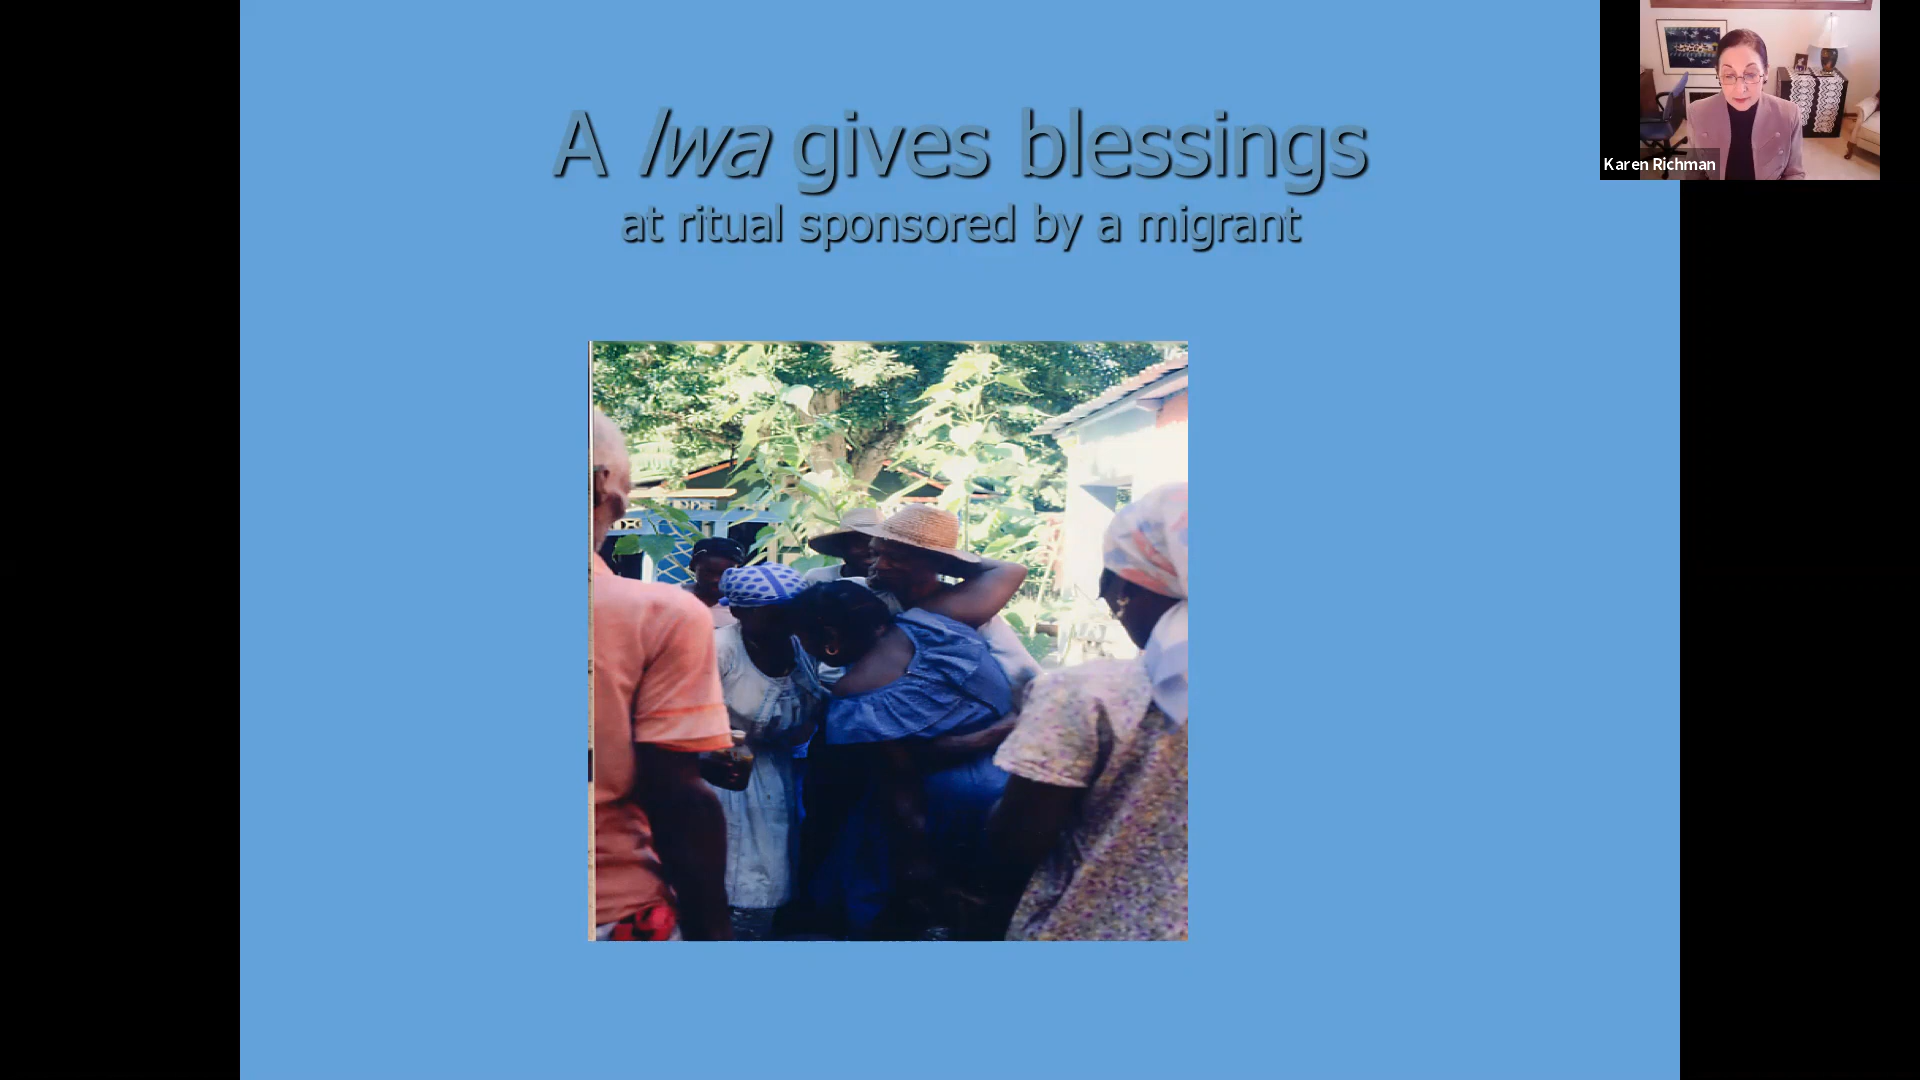 A lwa gives blessings
at ritual sponsored by a migrant
Karen Richman